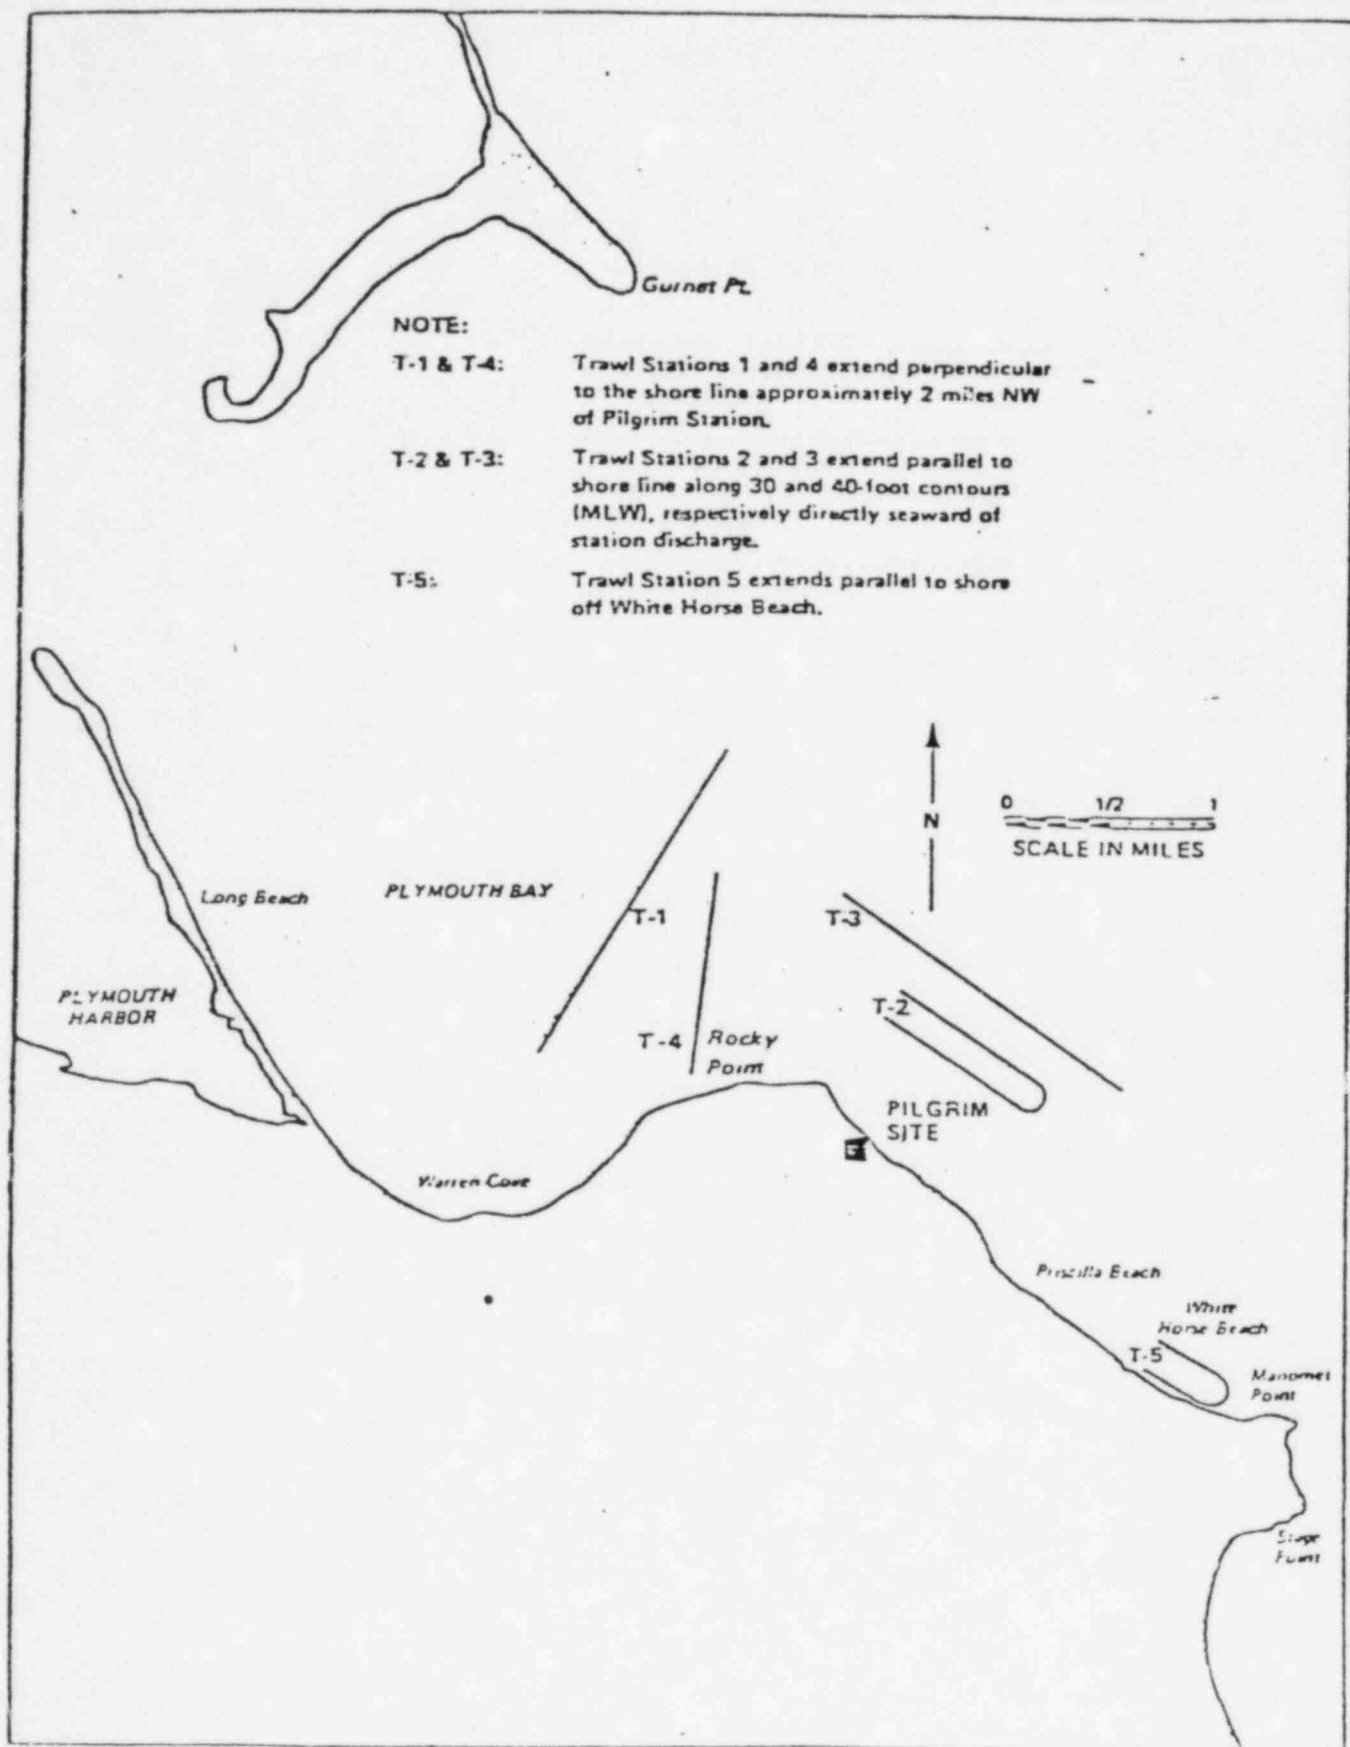 Gurnet Pt.
NOTE:
T-1 & T-4: Trawl Stations 1 and 4 extend perpendicular
to the shore line approximately 2 miles NW
of Pilgrim Station.
T-2 & T-3: Trawl Stations 2 and 3 extend parallel to
shore line along 30 and 40-foot contours
(MLW), respectively directly seaward of
station discharge.
T-5: Trawl Station 5 extends parallel to shore
off White Horse Beach.
0 1/2 1
N
SCALE IN MILES
Long Beach
PLYMOUTH BAY
T-1
T-3
PLYMOUTH
HARBOR
T-2
T-4
Rocky
Point
PILGRIM
SITE
Warren Cove
Priscilla Beach
White
Horse Beach
T-5
Manomet
Point
Stage
Point